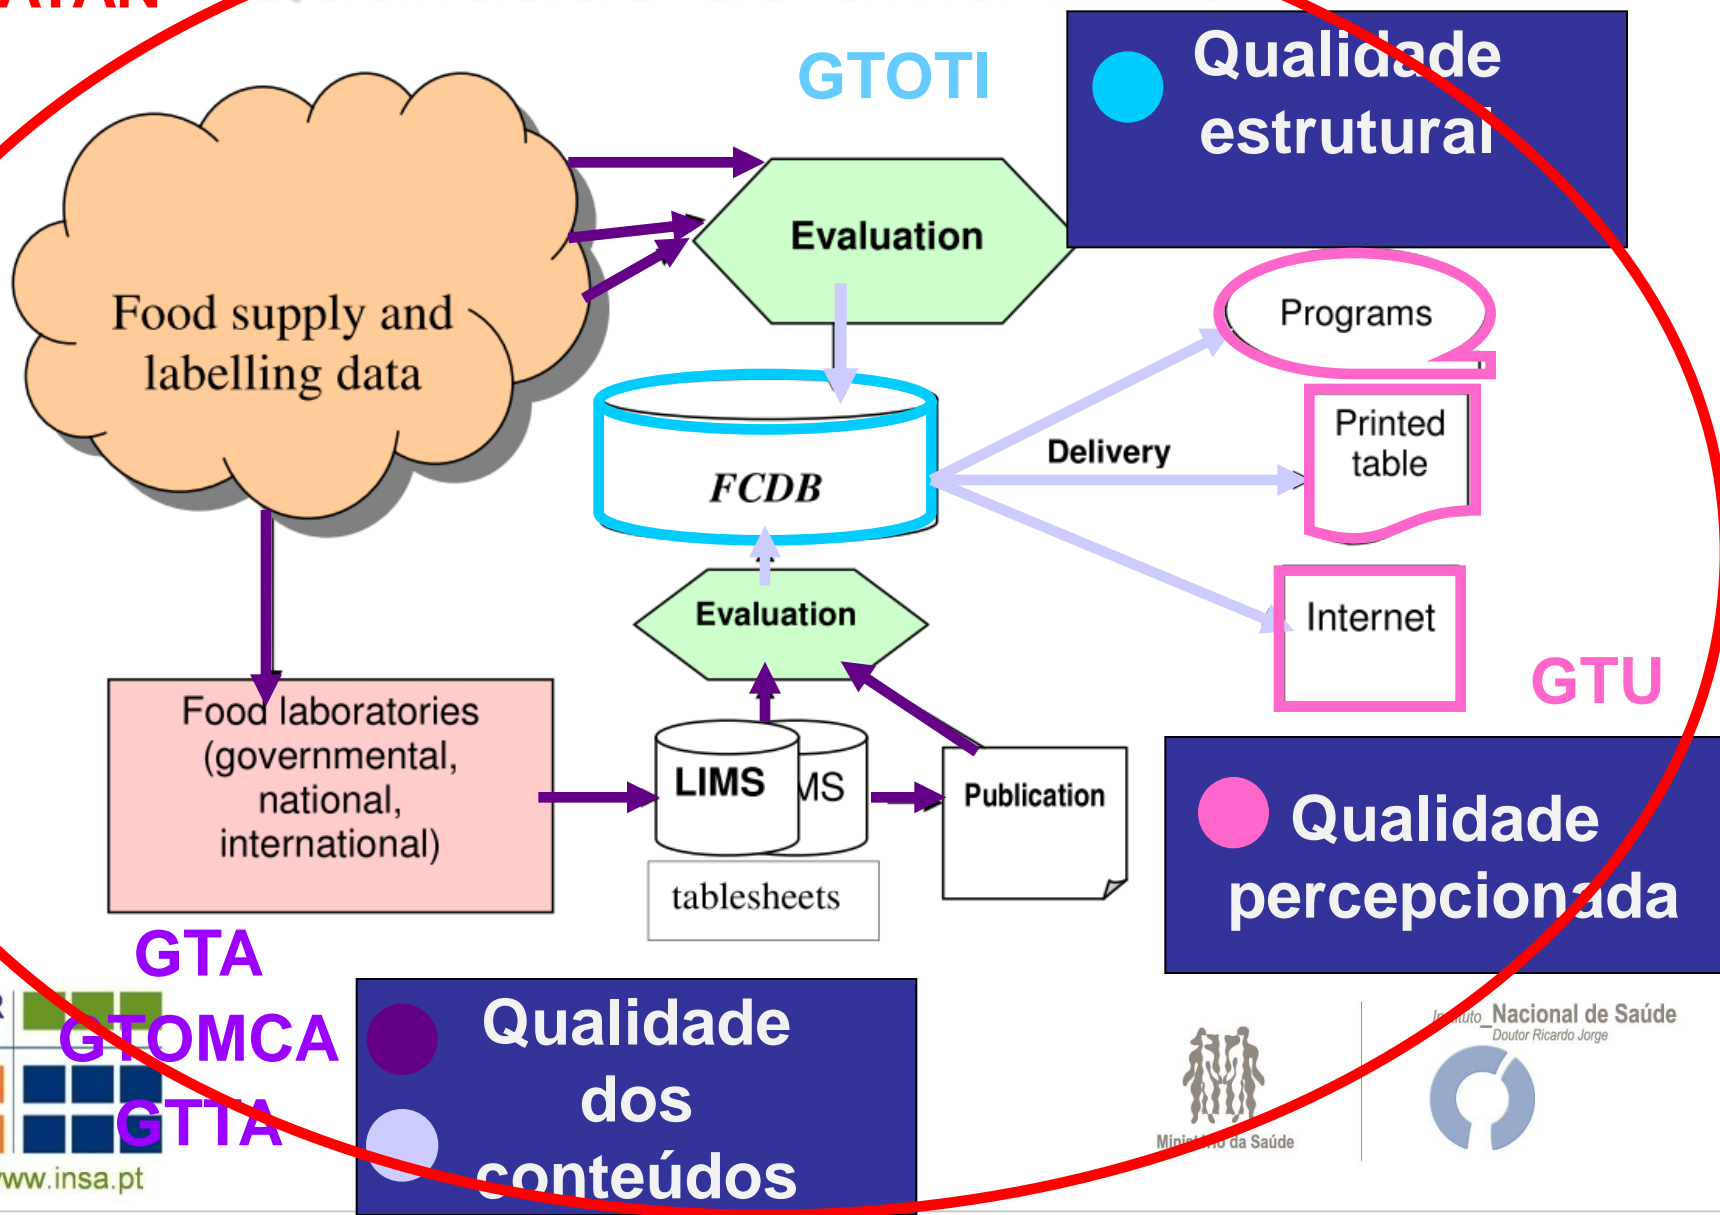 GTOTI
Qualidade
estrutural
Evaluation
Food supply and
labelling data
Programs
Printed
table
Delivery
FCDB
Evaluation
Internet
GTU
Food laboratories
(governmental,
national,
international)
LIMS
MS
Publication
tablesheets
Qualidade
percepcionada
GTA
GTOMCA
GTTA
Qualidade
dos
conteúdos
www.insa.pt
Ministério da Saúde
Instituto_Nacional de Saúde
Doutor Ricardo Jorge